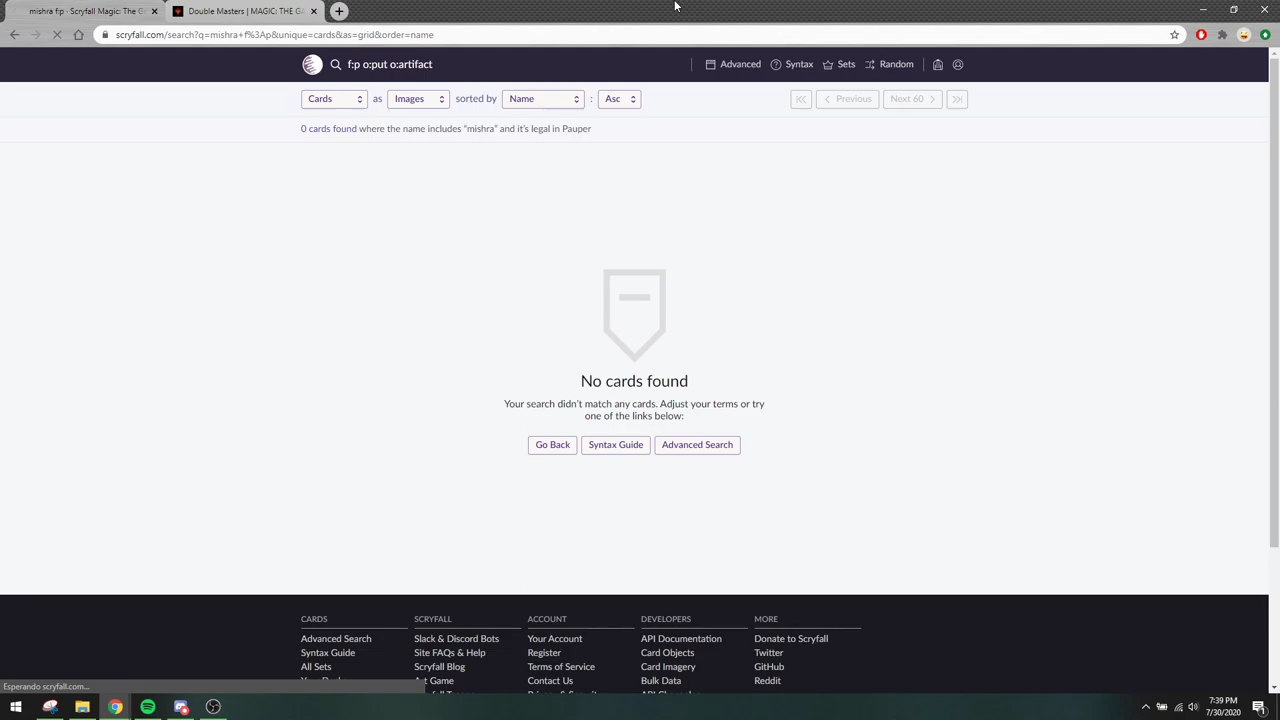 mishra f:p · Scryfall Magic: The G
Double Masters | MAGIC: THE GA
scryfall.com/search?q=mishra+f%3Ap&unique=cards&as=grid&order=name
f:p o:put o:artifact
Advanced
Syntax
Sets
Random
Cards as Images sorted by Name : Asc
Previous
Next 60
0 cards found where the name includes “mishra” and it’s legal in Pauper
No cards found
Your search didn’t match any cards. Adjust your terms or try
one of the links below:
Go Back
Syntax Guide
Advanced Search
CARDS
Advanced Search
Syntax Guide
All Sets
SCRYFALL
Slack & Discord Bots
Site FAQs & Help
Scryfall Blog
Art Game
ACCOUNT
Your Account
Register
Terms of Service
Contact Us
DEVELOPERS
API Documentation
Card Objects
Card Imagery
Bulk Data
MORE
Donate to Scryfall
Twitter
GitHub
Reddit
Esperando scryfall.com...
7:39 PM
7/30/2020